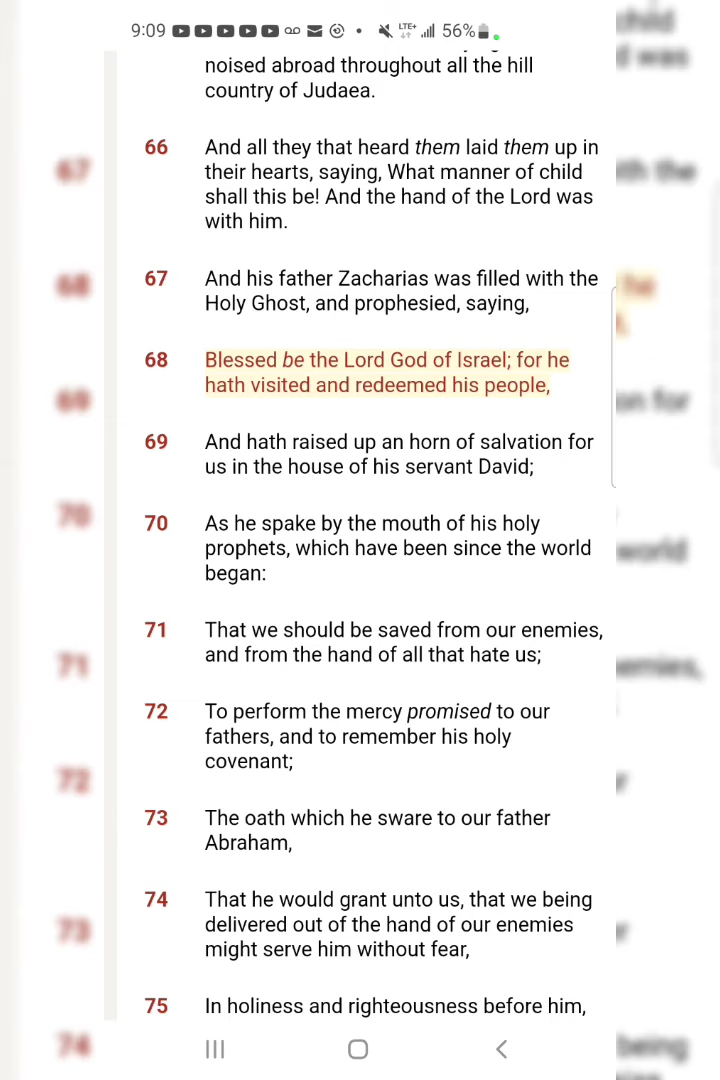 9:09 LTE+ 56%
noised abroad throughout all the hill
country of Judaea.
66 And all they that heard them laid them up in
their hearts, saying, What manner of child
shall this be! And the hand of the Lord was
with him.
67 And his father Zacharias was filled with the
Holy Ghost, and prophesied, saying,
68 Blessed be the Lord God of Israel; for he
hath visited and redeemed his people,
69 And hath raised up an horn of salvation for
us in the house of his servant David;
70 As he spake by the mouth of his holy
prophets, which have been since the world
began:
71 That we should be saved from our enemies,
and from the hand of all that hate us;
72 To perform the mercy promised to our
fathers, and to remember his holy
covenant;
73 The oath which he sware to our father
Abraham,
74 That he would grant unto us, that we being
delivered out of the hand of our enemies
might serve him without fear,
75 In holiness and righteousness before him,